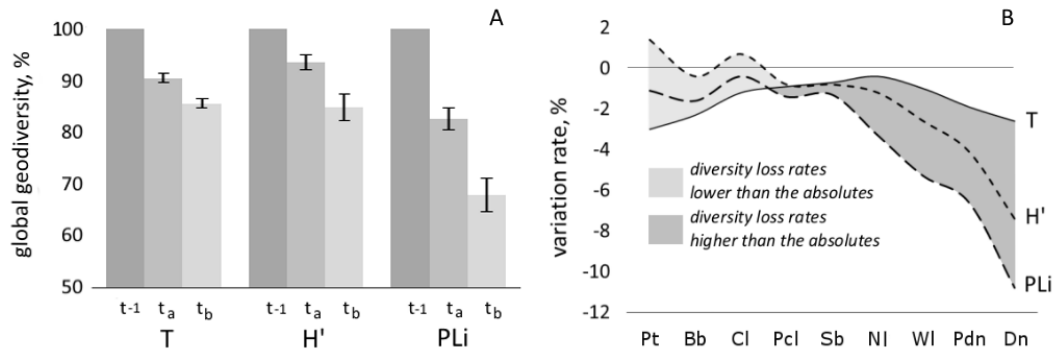 A
global geodiversity, %
100
90
80
70
60
50
t-1 ta tb t-1 ta tb t-1 ta tb
T H' PLi
B
variation rate, %
2
0
-2
-4
-6
-8
-10
-12
diversity loss rates
lower than the absolutes
diversity loss rates
higher than the absolutes
T
H'
PLi
Pt Bb Cl Pcl Sb Nl Wl Pdn Dn